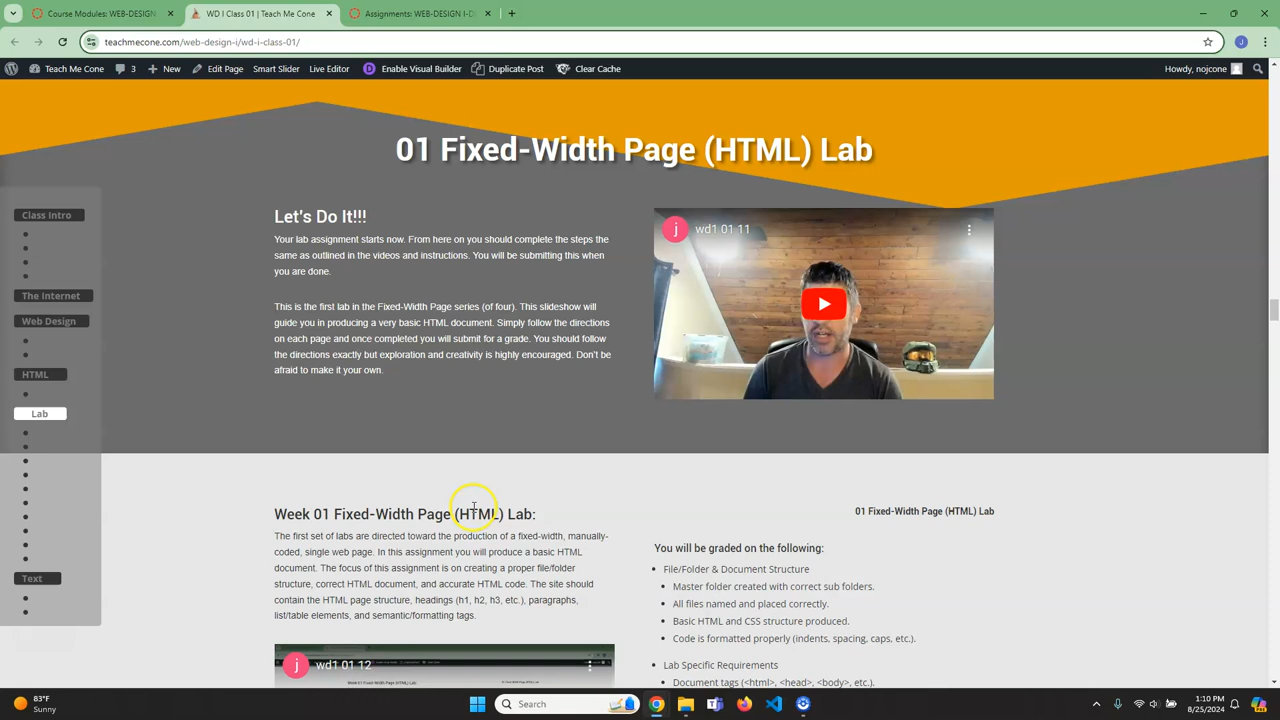 Course Modules: WEB-DESIGN
WD I Class 01 | Teach Me Cone
Assignments: WEB-DESIGN I-D
teachmecone.com/web-design-i/wd-i-class-01/
Teach Me Cone
3
New
Edit Page
Smart Slider
Live Editor
D
Enable Visual Builder
Duplicate Post
Clear Cache
Howdy, nojcone
01 Fixed-Width Page (HTML) Lab
Class Intro
The Internet
Web Design
HTML
Lab
Text
Let's Do It!!!
Your lab assignment starts now. From here on you should complete the steps the
same as outlined in the videos and instructions. You will be submitting this when
you are done.
This is the first lab in the Fixed-Width Page series (of four). This slideshow will
guide you in producing a very basic HTML document. Simply follow the directions
on each page and once completed you will submit for a grade. You should follow
the directions exactly but exploration and creativity is highly encouraged. Don't be
afraid to make it your own.
j
wd1 01 11
Week 01 Fixed-Width Page (HTML) Lab:
The first set of labs are directed toward the production of a fixed-width, manually-
coded, single web page. In this assignment you will produce a basic HTML
document. The focus of this assignment is on creating a proper file/folder
structure, correct HTML document, and accurate HTML code. The site should
contain the HTML page structure, headings (h1, h2, h3, etc.), paragraphs,
list/table elements, and semantic/formatting tags.
j
wd1 01 12
01 Fixed-Width Page (HTML) Lab
You will be graded on the following:
File/Folder & Document Structure
Master folder created with correct sub folders.
All files named and placed correctly.
Basic HTML and CSS structure produced.
Code is formatted properly (indents, spacing, caps, etc.).
Lab Specific Requirements
Document tags (<html>, <head>, <body>, etc.).
83°F
Sunny
Search
1:10 PM
8/25/2024